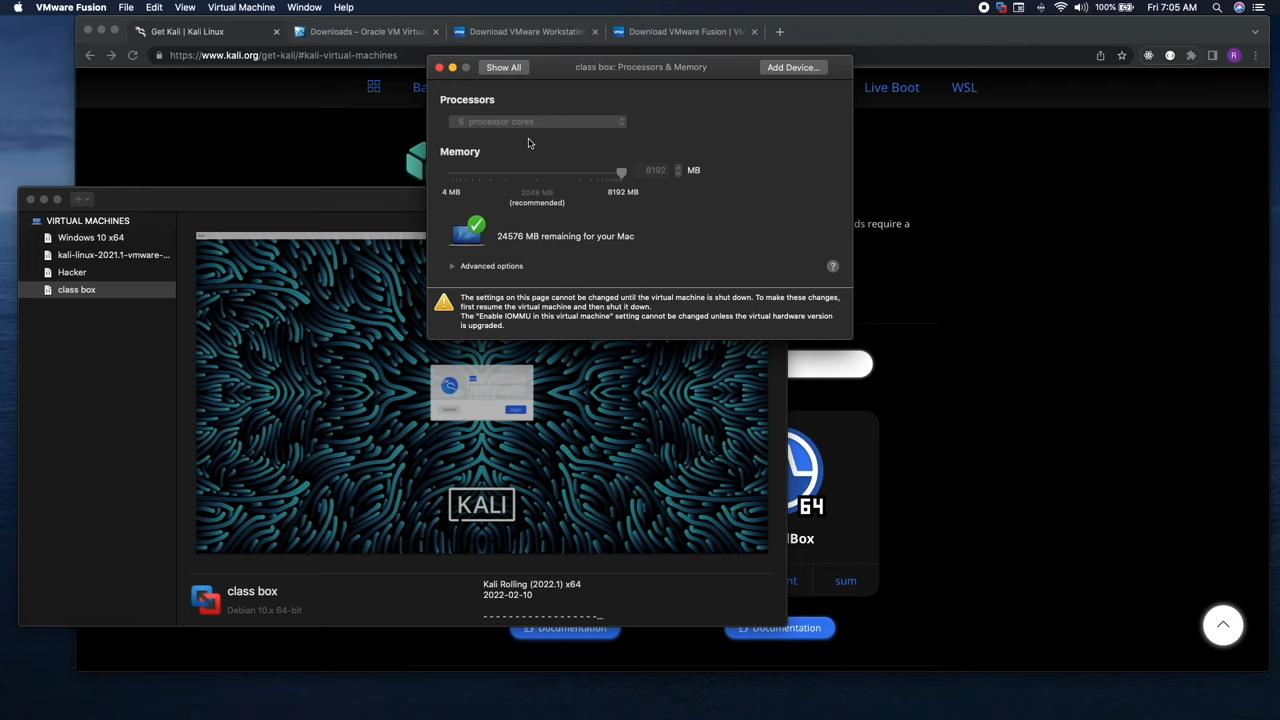 VMware Fusion File Edit View Virtual Machine Window Help 100% Fri 7:05 AM
Get Kali | Kali Linux Downloads – Oracle VM Virtua Download VMware Workstatio Download VMware Fusion | VM
https://www.kali.org/get-kali/#kali-virtual-machines R
Ba Live Boot WSL
Show All class box: Processors & Memory Add Device...
Processors
5 processor cores
Memory
8192 MB
4 MB 2048 MB 8192 MB
(recommended)
24576 MB remaining for your Mac
Advanced options ?
The settings on this page cannot be changed until the virtual machine is shut down. To make these changes,
first resume the virtual machine and then shut it down.
The "Enable IOMMU in this virtual machine" setting cannot be changed unless the virtual hardware version
is upgraded.
ds require a
VIRTUAL MACHINES
Windows 10 x64
kali-linux-2021.1-vmware-...
Hacker
class box
Cancel Log In
KALI
class box
Debian 10.x 64-bit
Kali Rolling (2022.1) x64
2022-02-10
- - - - - - - - - - - - - - - - - - -...
64
lBox
nt sum
Documentation Documentation